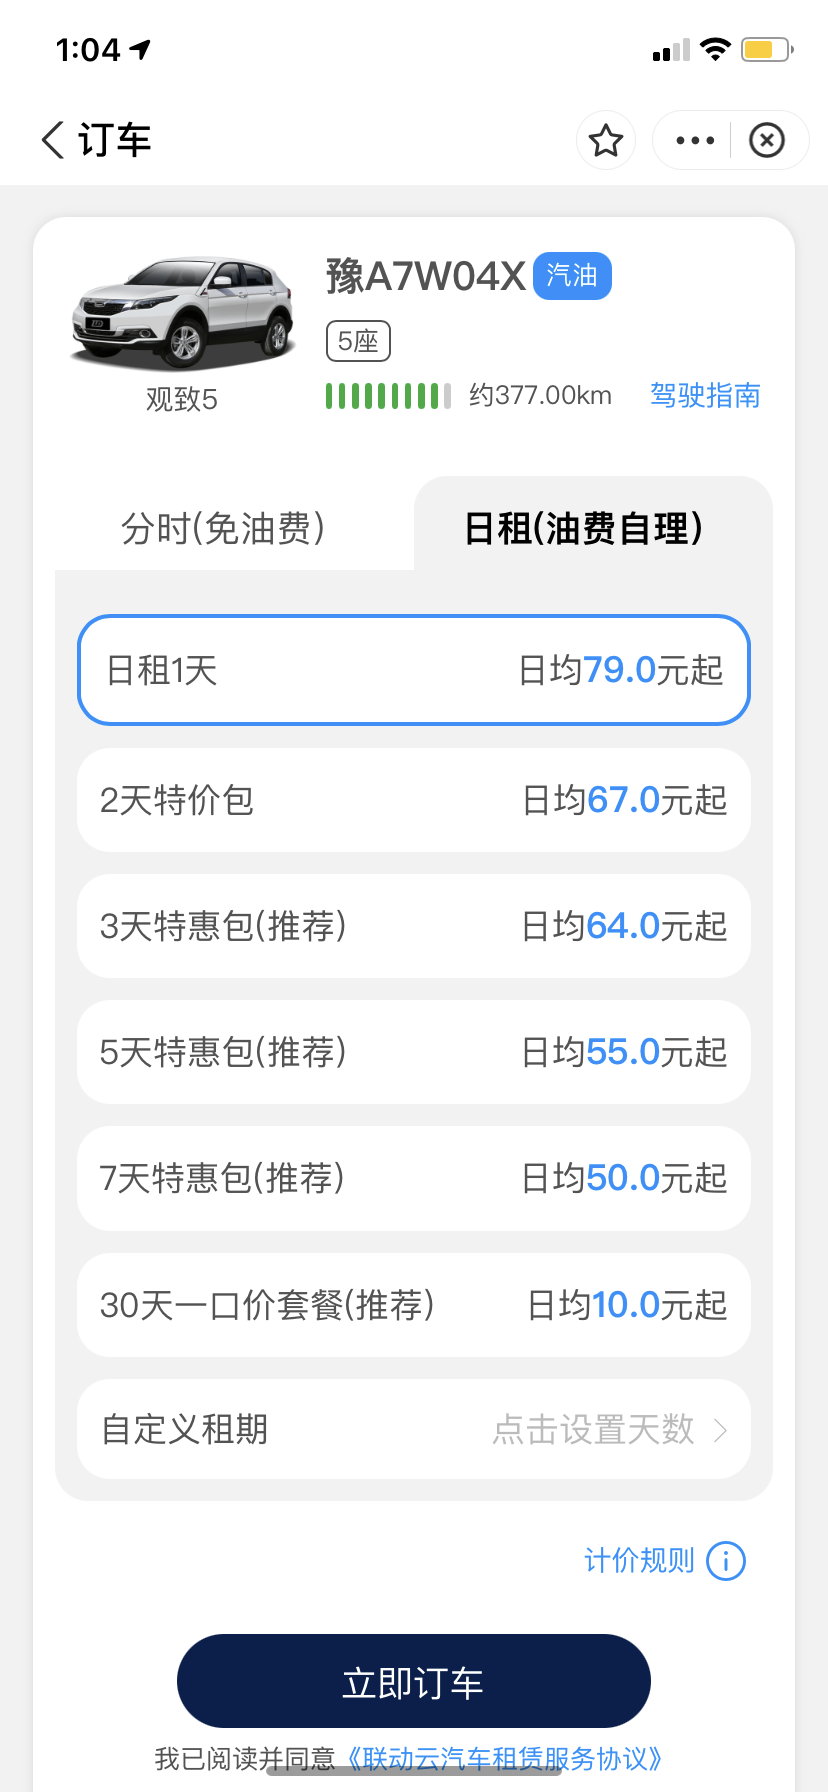 1:04
订车
豫A7W04X 汽油
5座
观致5
约377.00km 驾驶指南
分时(免油费) 日租(油费自理)
日租1天 日均79.0元起
2天特价包 日均67.0元起
3天特惠包(推荐) 日均64.0元起
5天特惠包(推荐) 日均55.0元起
7天特惠包(推荐) 日均50.0元起
30天一口价套餐(推荐) 日均10.0元起
自定义租期 点击设置天数
计价规则
立即订车
我已阅读并同意《联动云汽车租赁服务协议》